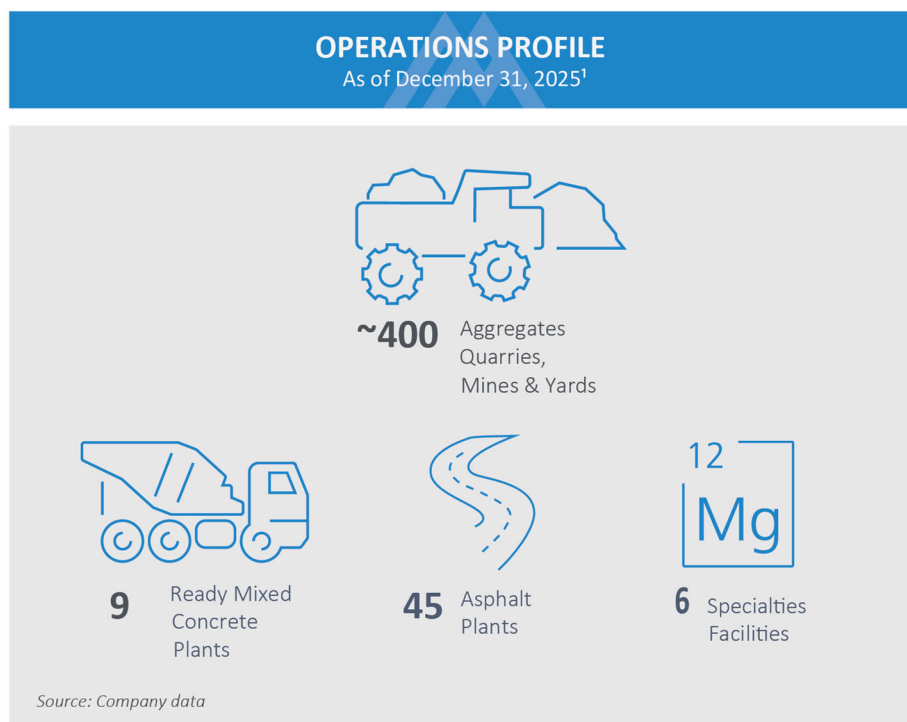 OPERATIONS PROFILE
As of December 31, 2025¹
~400
Aggregates
Quarries,
Mines & Yards
9
Ready Mixed
Concrete
Plants
45
Asphalt
Plants
12
Mg
6
Specialties
Facilities
Source: Company data